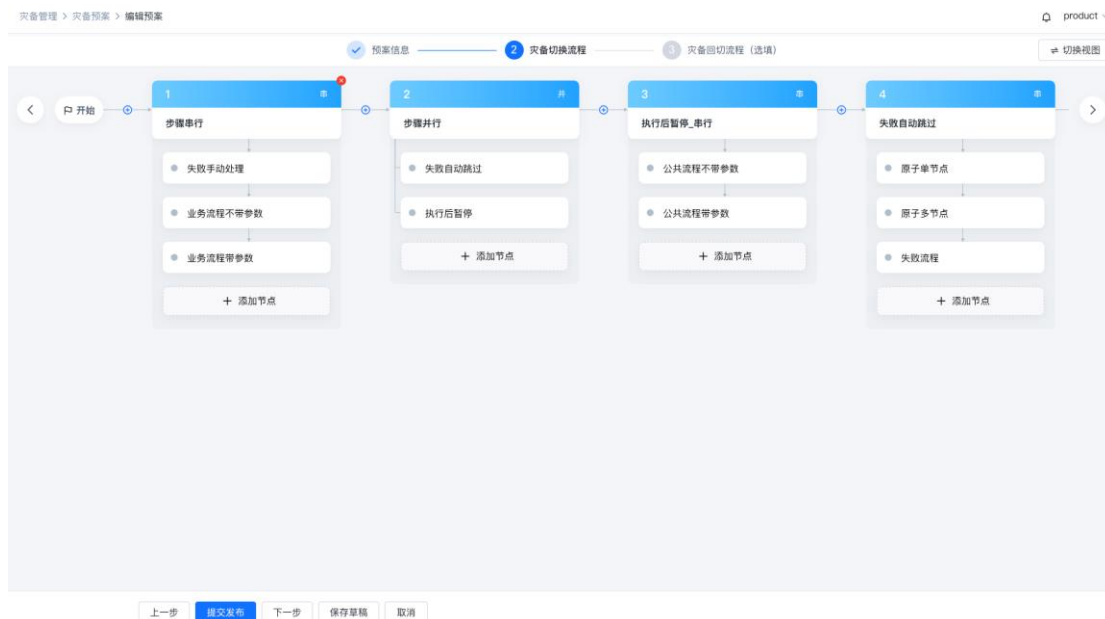 灾备管理 > 灾备预案 > 编辑预案
product
预案信息 2 灾备切换流程 3 灾备回切流程（选填）
切换视图
开始
1 串
步骤串行
失败手动处理
业务流程不带参数
业务流程带参数
+ 添加节点
2 并
步骤并行
失败自动跳过
执行后暂停
+ 添加节点
3 串
执行后暂停_串行
公共流程不带参数
公共流程带参数
+ 添加节点
4 串
失败自动跳过
原子单节点
原子多节点
失败流程
+ 添加节点
上一步 提交发布 下一步 保存草稿 取消